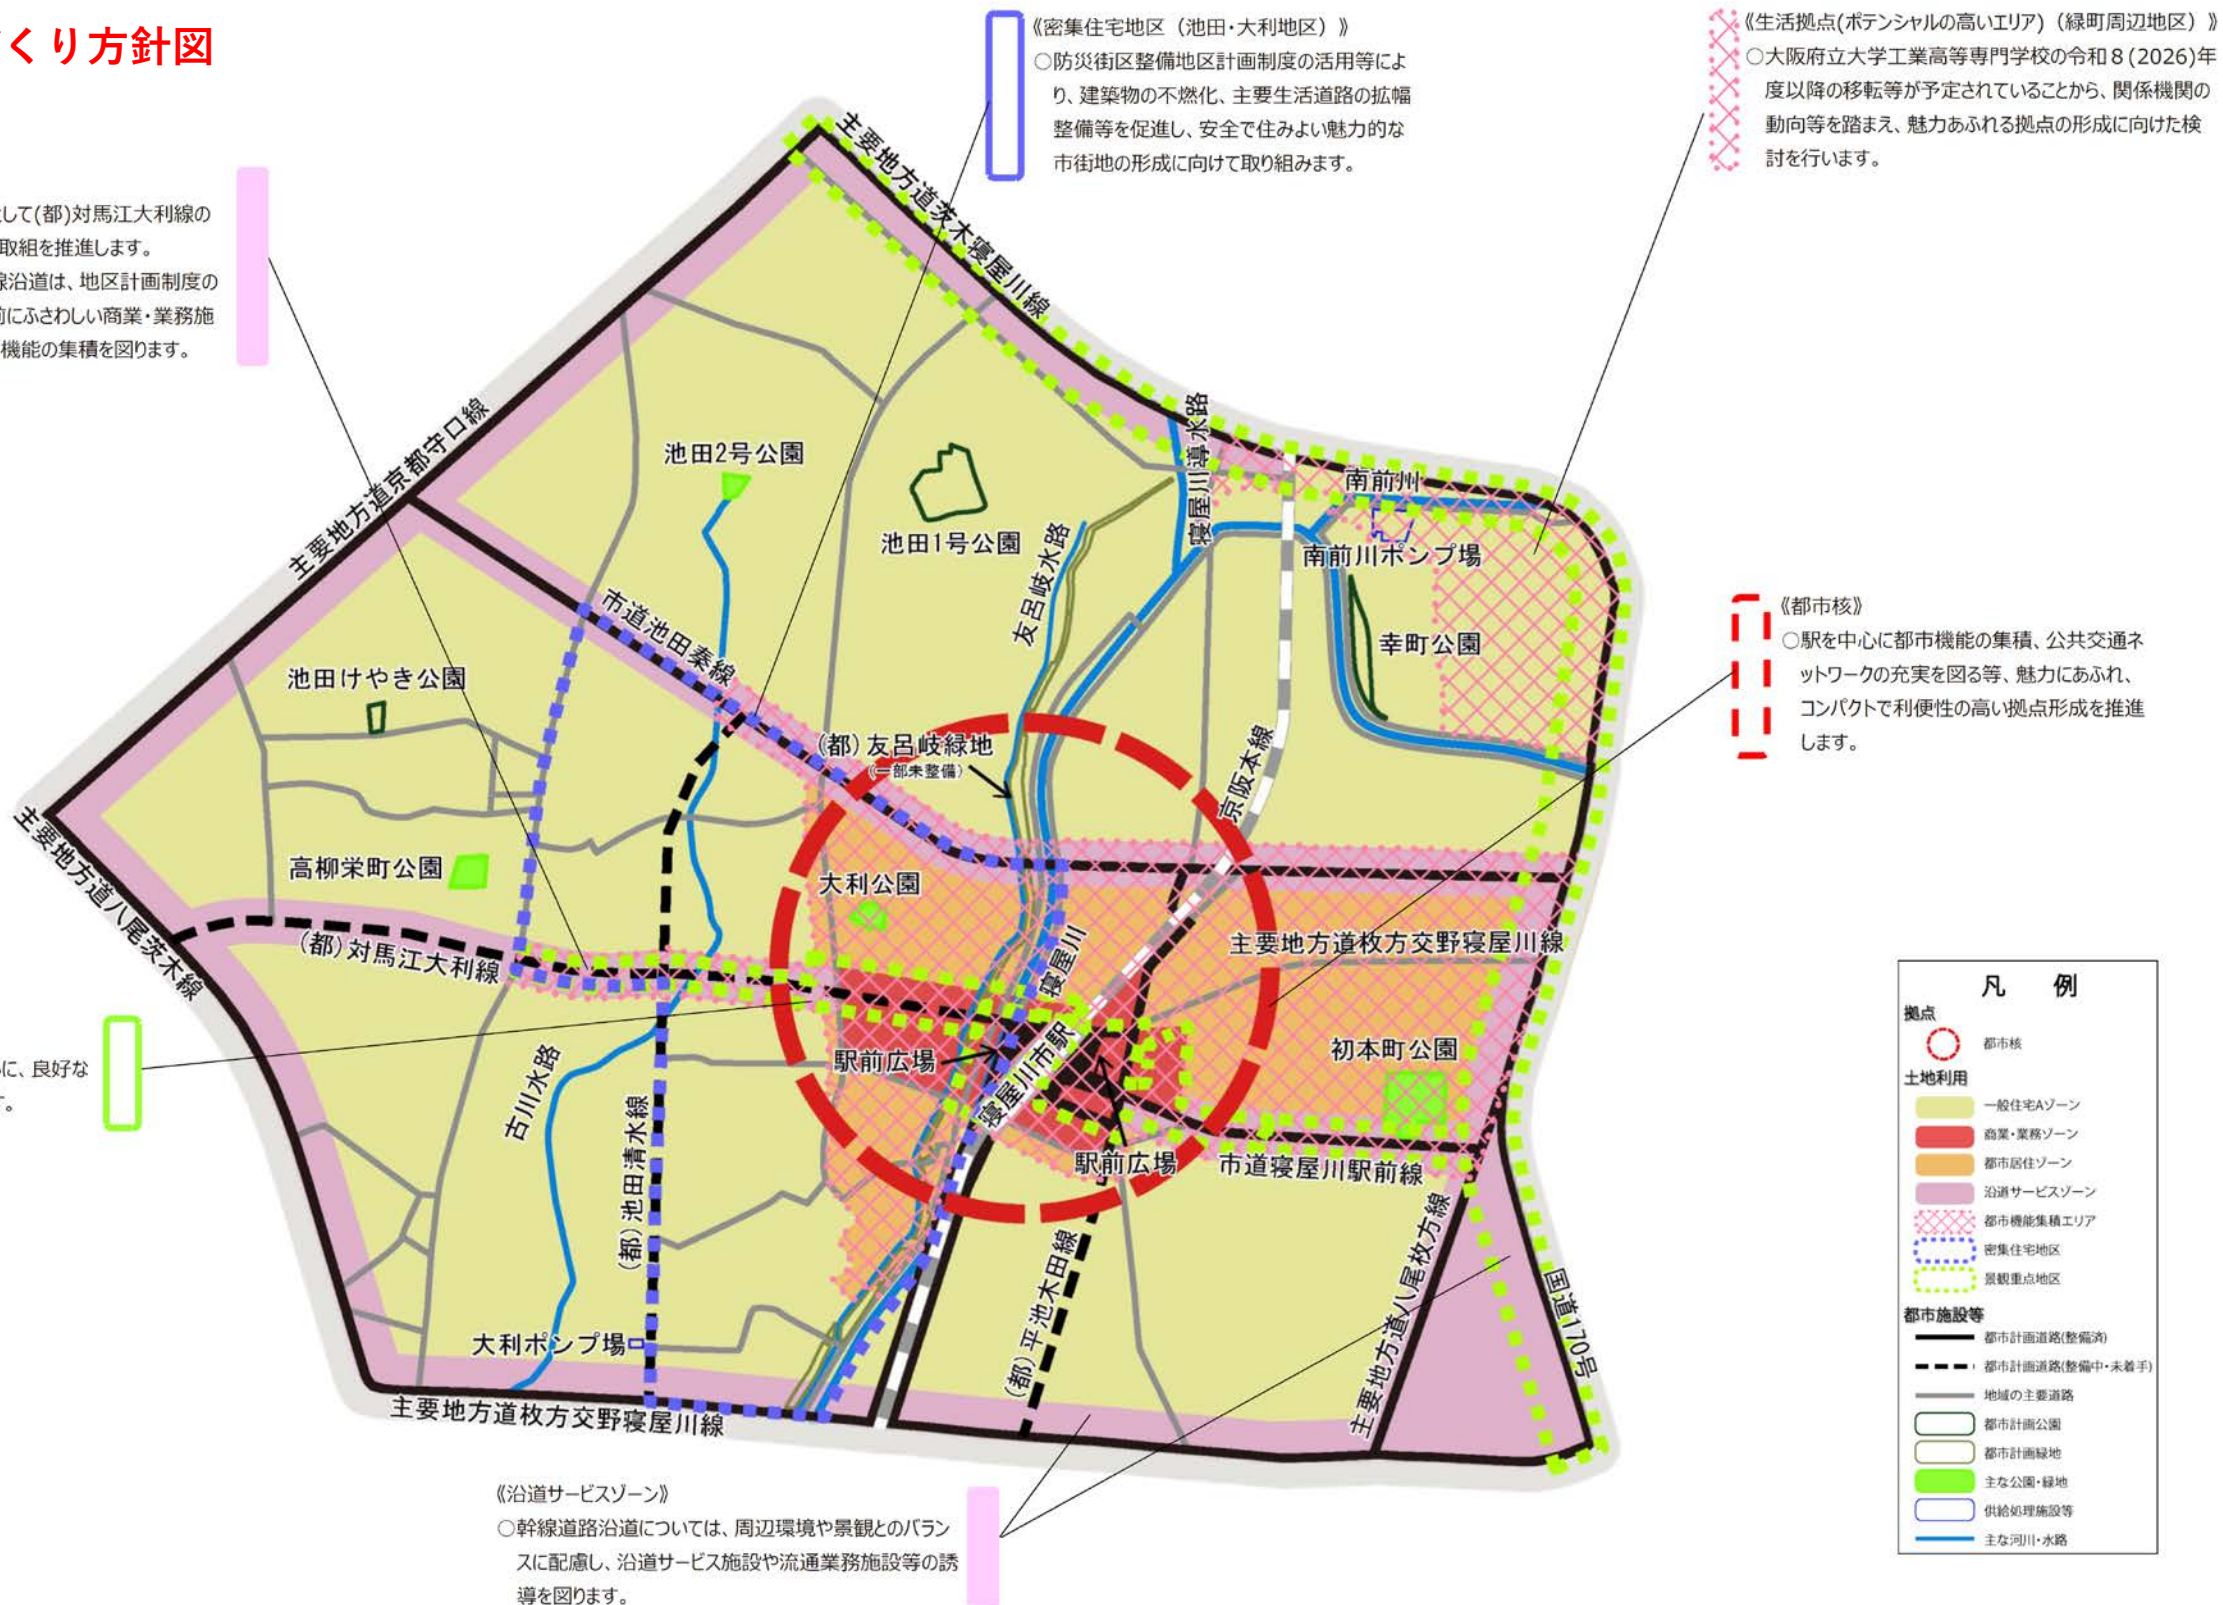 くり方針図
《密集住宅地区（池田・大利地区）》
○防災街区整備地区計画制度の活用等によ
り、建築物の不燃化、主要生活道路の拡幅
整備等を促進し、安全で住みよい魅力的な
市街地の形成に向けて取り組みます。
《生活拠点(ポテンシャルの高いエリア)（緑町周辺地区）》
○大阪府立大学工業高等専門学校の令和８(2026)年
度以降の移転等が予定されていることから、関係機関の
動向等を踏まえ、魅力あふれる拠点の形成に向けた検
討を行います。
して(都)対馬江大利線の
取組を推進します。
線沿道は、地区計画制度の
前にふさわしい商業・業務施
機能の集積を図ります。
《都市核》
○駅を中心に都市機能の集積、公共交通ネ
ットワークの充実を図る等、魅力にあふれ、
コンパクトで利便性の高い拠点形成を推進
します。
に、良好な
す。
《沿道サービスゾーン》
○幹線道路沿道については、周辺環境や景観とのバラン
スに配慮し、沿道サービス施設や流通業務施設等の誘
導を図ります。
主要地方道茨木寝屋川線
主要地方道京都守口線
池田2号公園
池田1号公園
寝屋川導水路
南前州
南前川ポンプ場
友呂岐水路
幸町公園
市道池田秦線
池田けやき公園
(都)友呂岐緑地
(一部未整備)
京阪本線
主要地方道八尾茨木線
高柳栄町公園
大利公園
(都)対馬江大利線
寝屋川
主要地方道枚方交野寝屋川線
駅前広場
寝屋川市駅
初本町公園
古川水路
(都)池田清水線
駅前広場
市道寝屋川駅前線
(都)平池木田線
主要地方道八尾枚方線
国道170号
大利ポンプ場
主要地方道枚方交野寝屋川線
凡　例
拠点
都市核
土地利用
一般住宅Aゾーン
商業・業務ゾーン
都市居住ゾーン
沿道サービスゾーン
都市機能集積エリア
密集住宅地区
景観重点地区
都市施設等
都市計画道路(整備済)
都市計画道路(整備中・未着手)
地域の主要道路
都市計画公園
都市計画緑地
主な公園・緑地
供給処理施設等
主な河川・水路